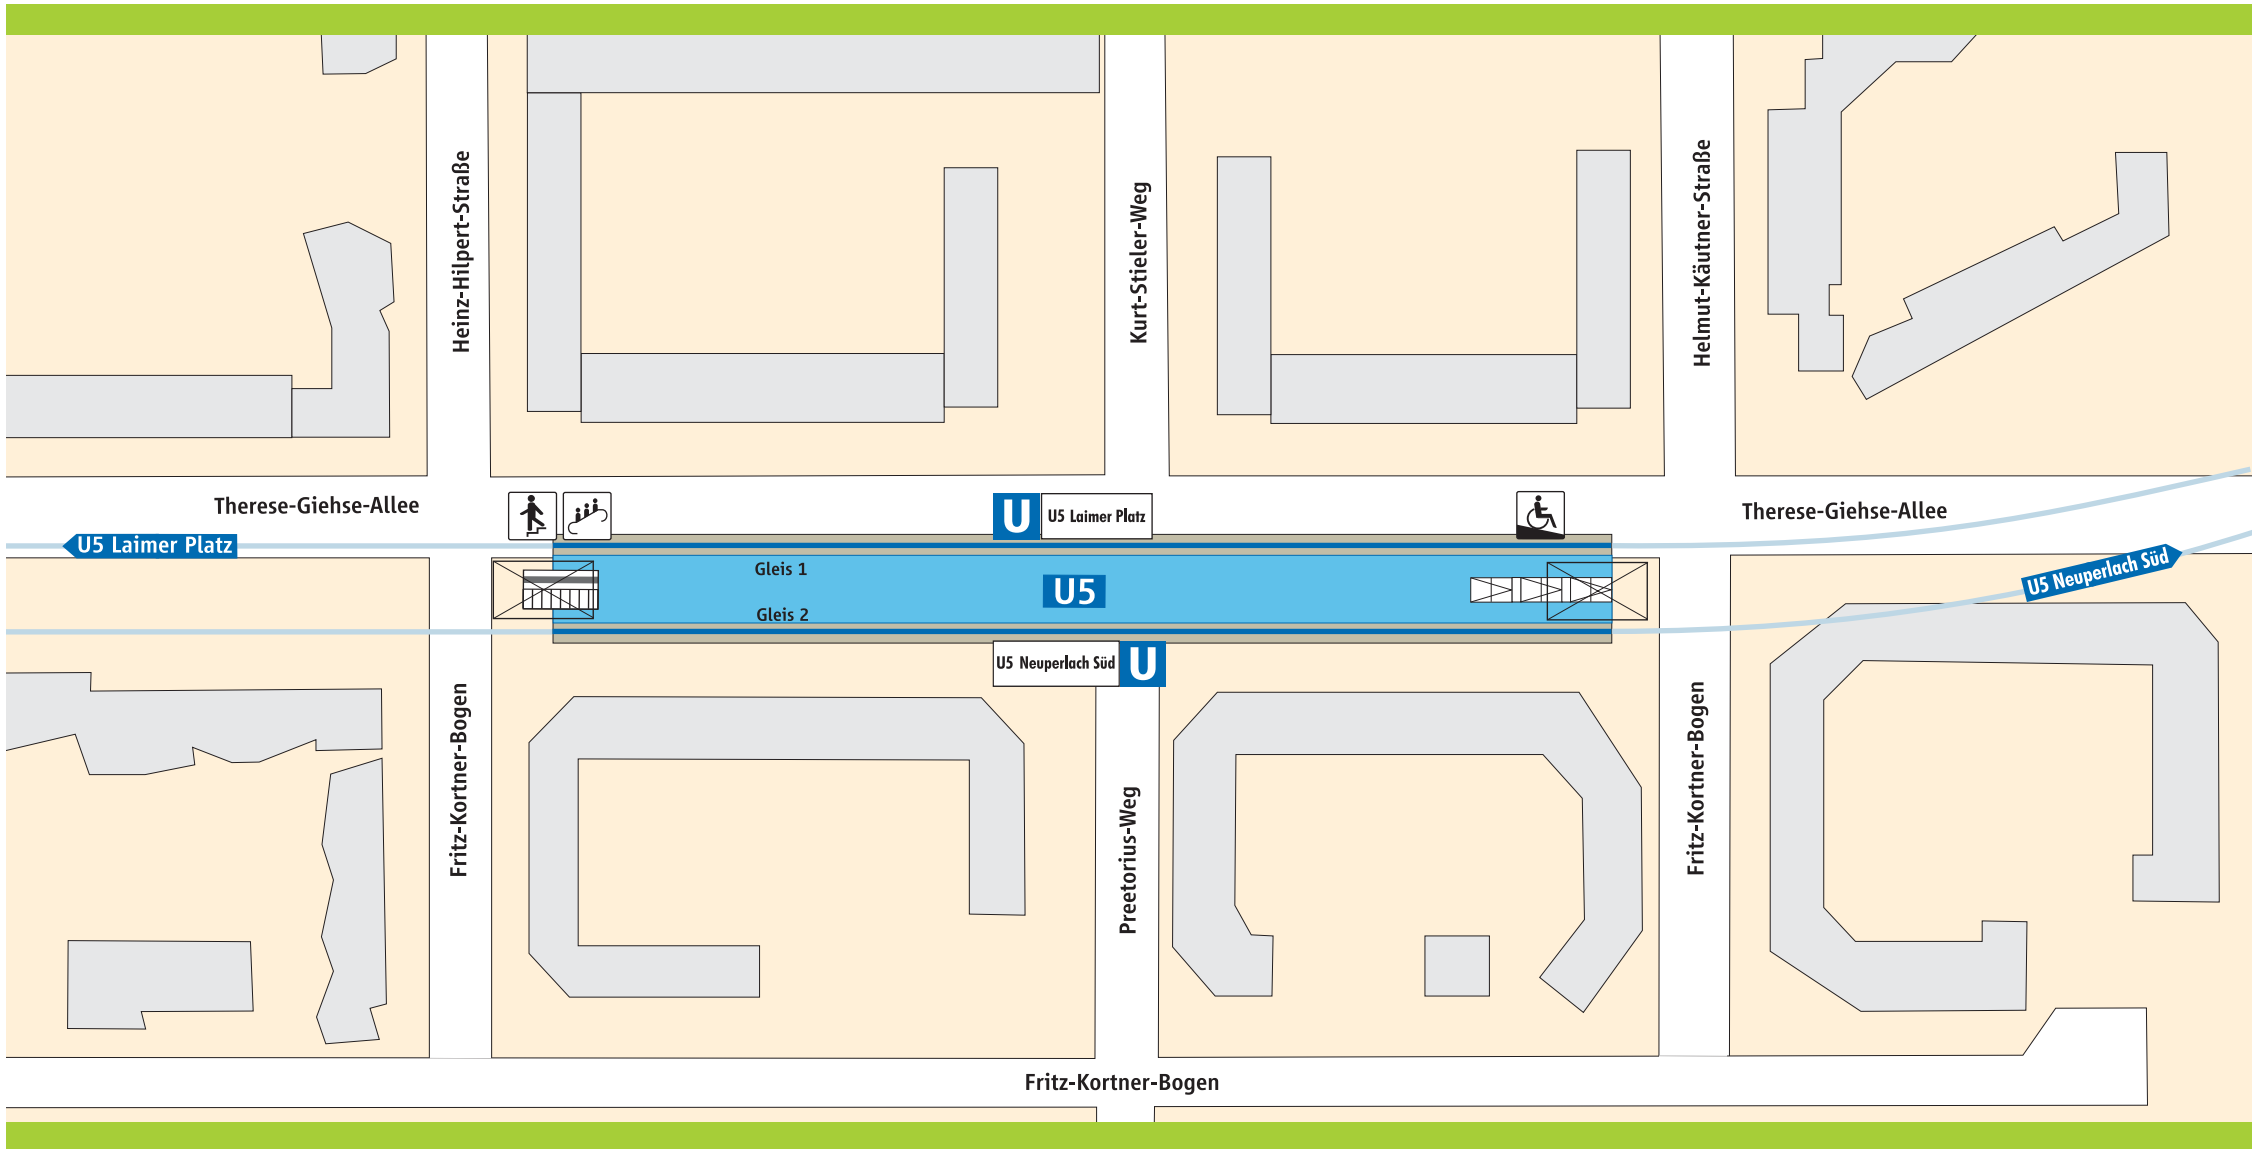 Heinz-Hilpert-Straße
Kurt-Stieler-Weg
Helmut-Käutner-Straße
Therese-Giehse-Allee
U U5 Laimer Platz
Therese-Giehse-Allee
U5 Laimer Platz
Gleis 1
U5
Gleis 2
U5 Neuperlach Süd
U5 Neuperlach Süd U
Fritz-Kortner-Bogen
Preetorius-Weg
Fritz-Kortner-Bogen
Fritz-Kortner-Bogen